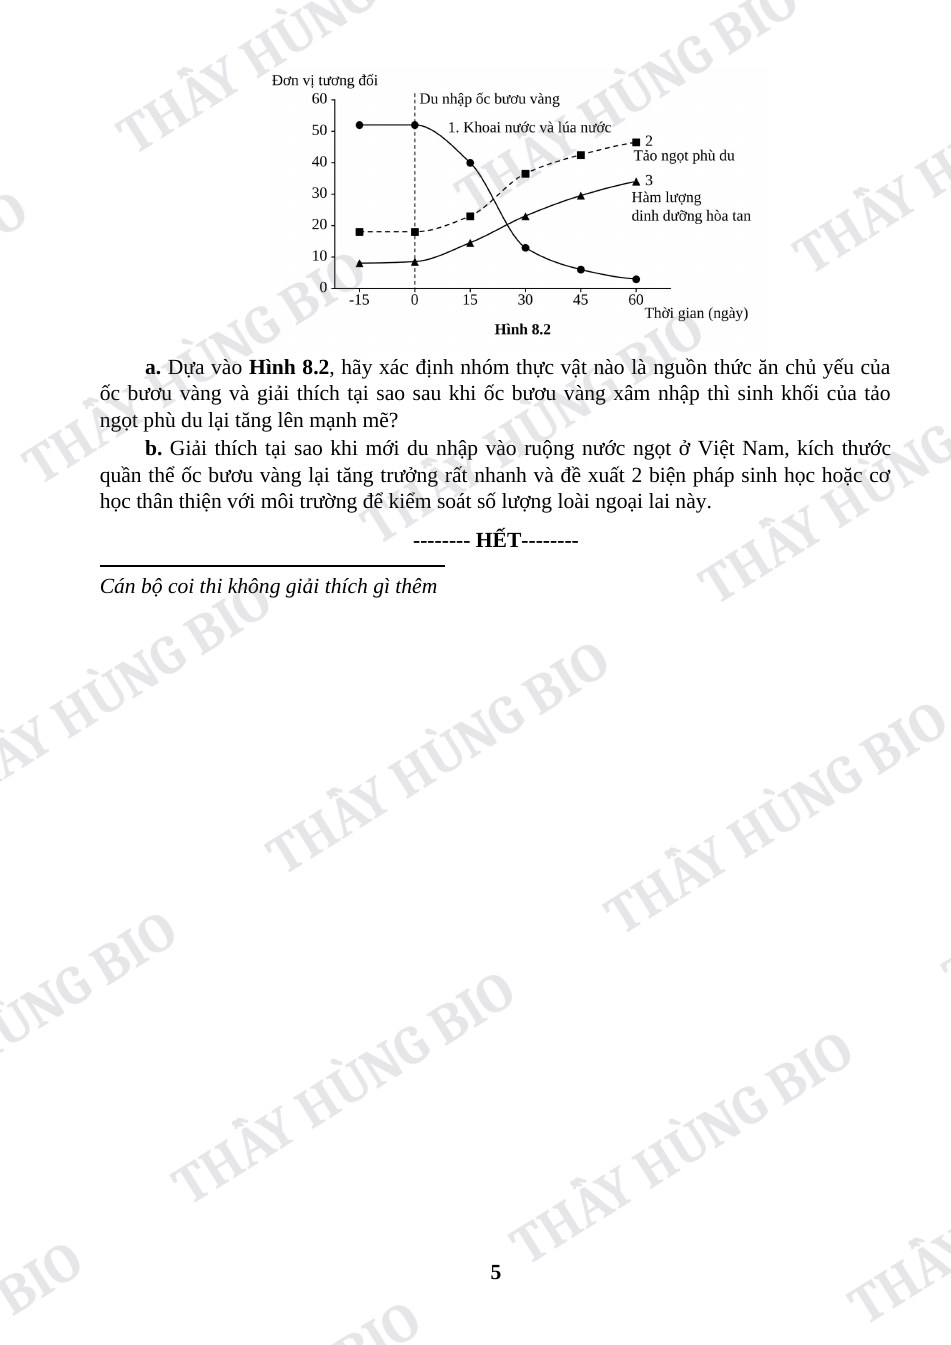 Đơn vị tương đối
60
Du nhập ốc bươu vàng
50
1. Khoai nước và lúa nước
2
40
Tảo ngọt phù du
3
30
Hàm lượng
dinh dưỡng hòa tan
20
10
0
-15 0 15 30 45 60
Thời gian (ngày)
Hình 8.2
a. Dựa vào Hình 8.2, hãy xác định nhóm thực vật nào là nguồn thức ăn chủ yếu của
ốc bươu vàng và giải thích tại sao sau khi ốc bươu vàng xâm nhập thì sinh khối của tảo
ngọt phù du lại tăng lên mạnh mẽ?
b. Giải thích tại sao khi mới du nhập vào ruộng nước ngọt ở Việt Nam, kích thước
quần thể ốc bươu vàng lại tăng trưởng rất nhanh và đề xuất 2 biện pháp sinh học hoặc cơ
học thân thiện với môi trường để kiểm soát số lượng loài ngoại lai này.
-------- HẾT--------
Cán bộ coi thi không giải thích gì thêm
5
THẦY HÙNG BIO